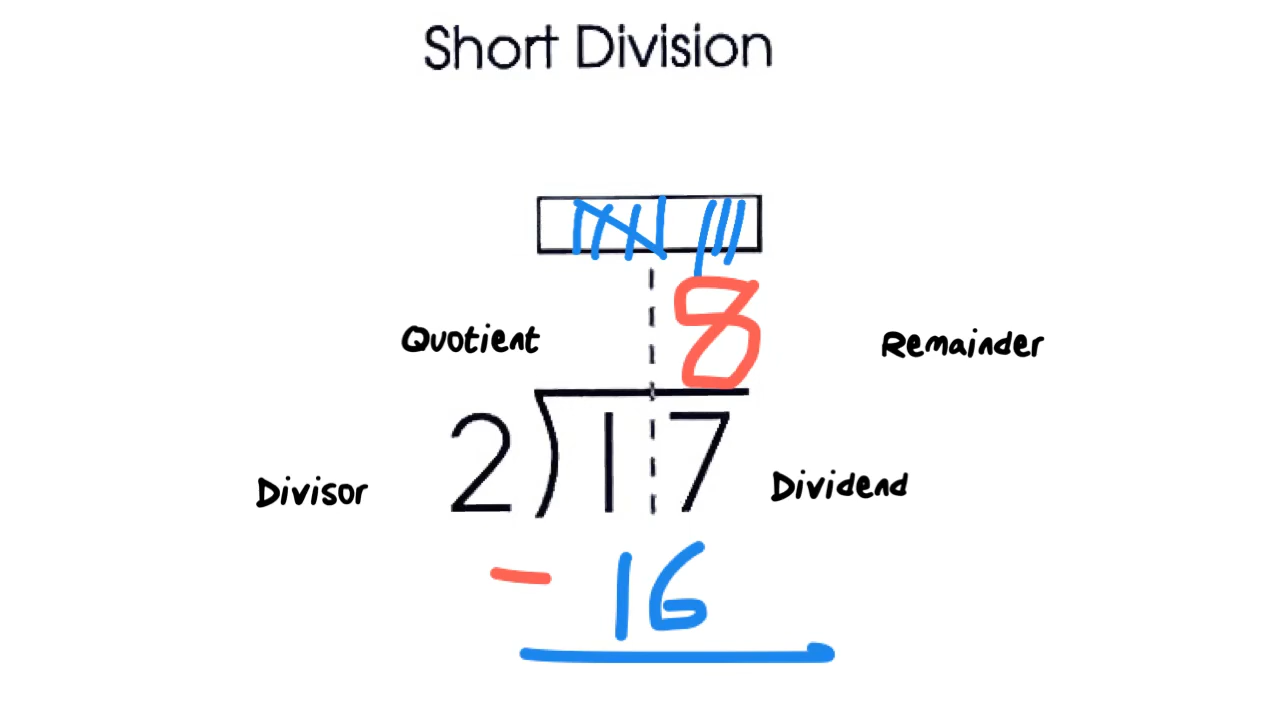 Short Division
8
Quotient Remainder
2)17
Divisor Dividend
- 16